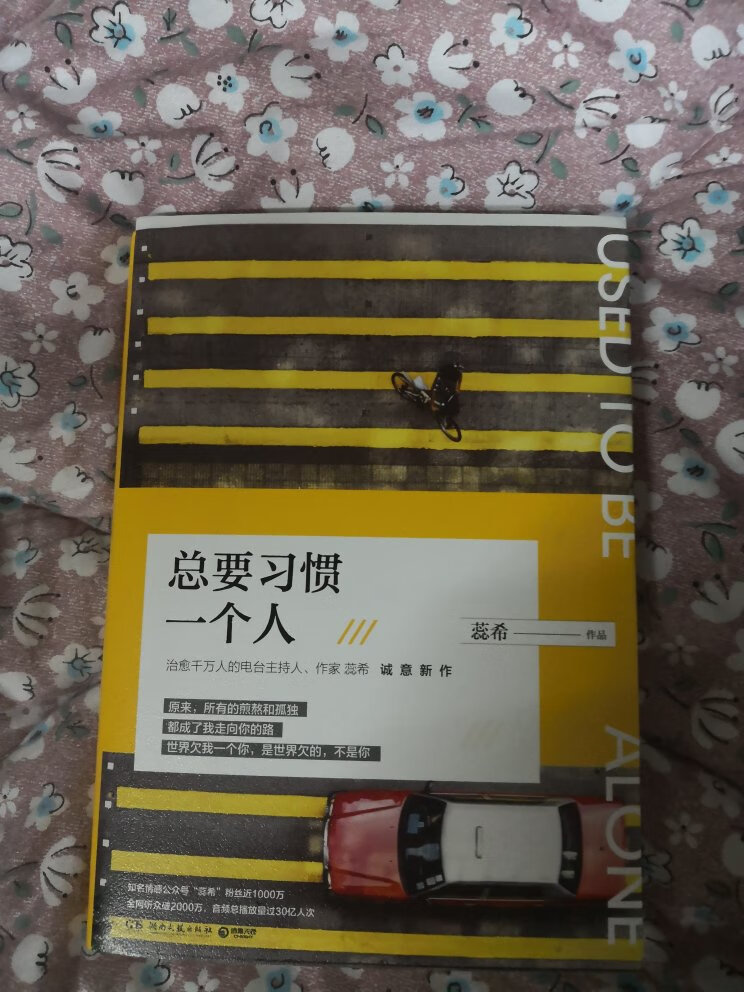 USED TO BE ALONE
总要习惯
一个人
蕊希 作品
治愈千万人的电台主持人、作家 蕊希 诚意新作
原来，所有的煎熬和孤独
都成了我走向你的路
世界欠我一个你，是世界欠的，不是你
知名情感公众号“蕊希”粉丝近1000万
全网听众破2000万，音频总播放量过30亿人次
湖南文艺出版社 博集天卷